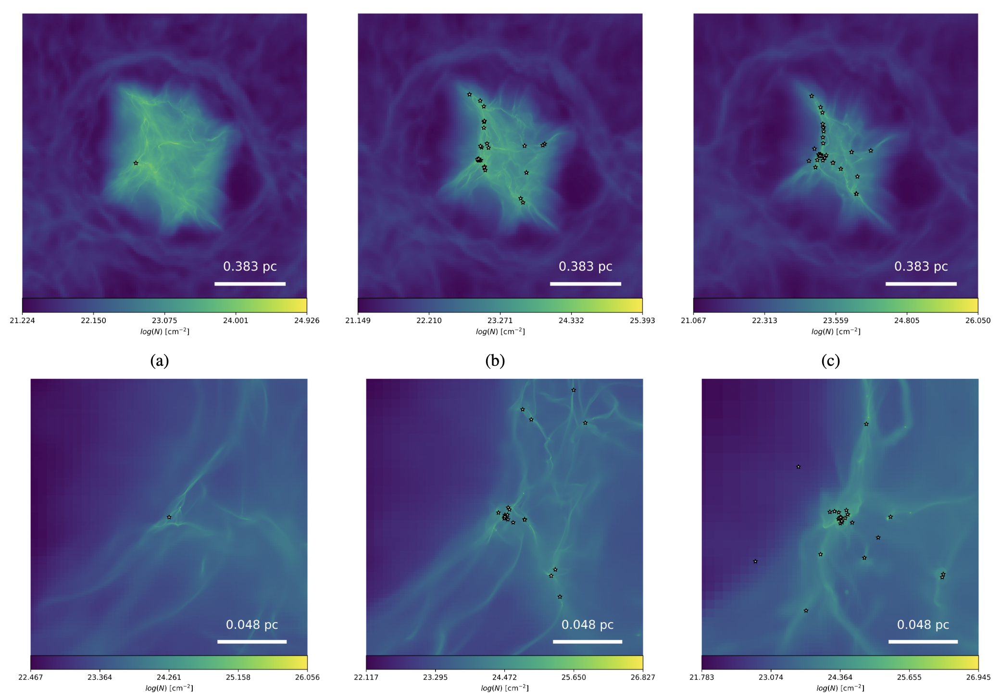 0.383 pc 0.383 pc 0.383 pc
21.224 22.150 23.075 24.001 24.926 21.149 22.210 23.271 24.332 25.393 21.067 22.313 23.559 24.805 26.050
log(N) [cm⁻²] log(N) [cm⁻²] log(N) [cm⁻²]
(a) (b) (c)
0.048 pc 0.048 pc 0.048 pc
22.467 23.364 24.261 25.158 26.056 22.117 23.295 24.472 25.650 26.827 21.783 23.074 24.364 25.655 26.945
log(N) [cm⁻²] log(N) [cm⁻²] log(N) [cm⁻²]